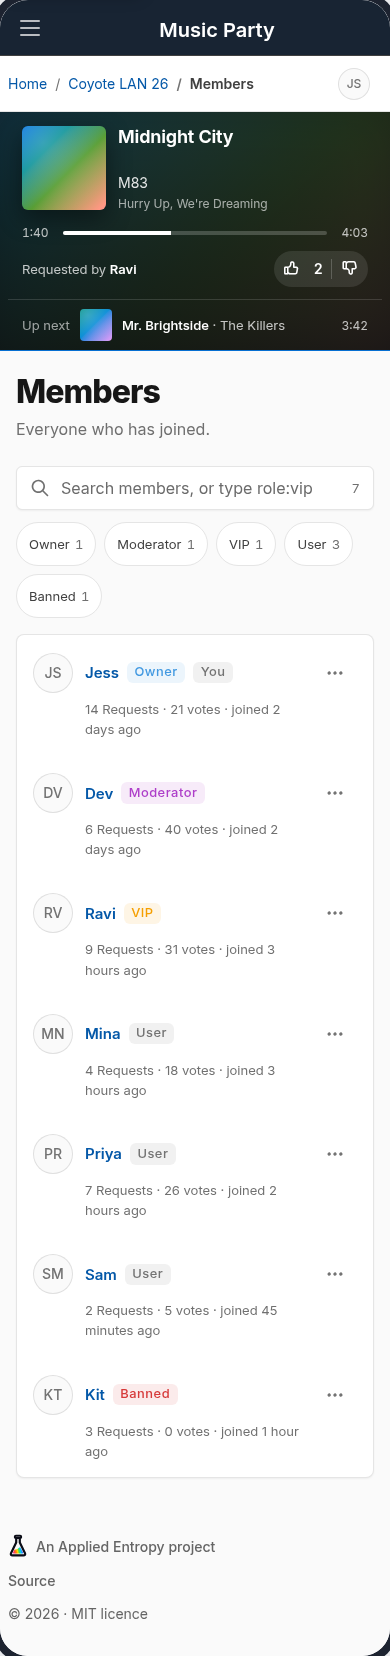 Music Party
Home / Coyote LAN 26 / Members JS
Midnight City
M83
Hurry Up, We're Dreaming
1:40 4:03
Requested by Ravi 2
Up next Mr. Brightside · The Killers 3:42
Members
Everyone who has joined.
Search members, or type role:vip 7
Owner 1 Moderator 1 VIP 1 User 3
Banned 1
JS Jess Owner You
14 Requests · 21 votes · joined 2
days ago
DV Dev Moderator
6 Requests · 40 votes · joined 2
days ago
RV Ravi VIP
9 Requests · 31 votes · joined 3
hours ago
MN Mina User
4 Requests · 18 votes · joined 3
hours ago
PR Priya User
7 Requests · 26 votes · joined 2
hours ago
SM Sam User
2 Requests · 5 votes · joined 45
minutes ago
KT Kit Banned
3 Requests · 0 votes · joined 1 hour
ago
An Applied Entropy project
Source
© 2026 · MIT licence